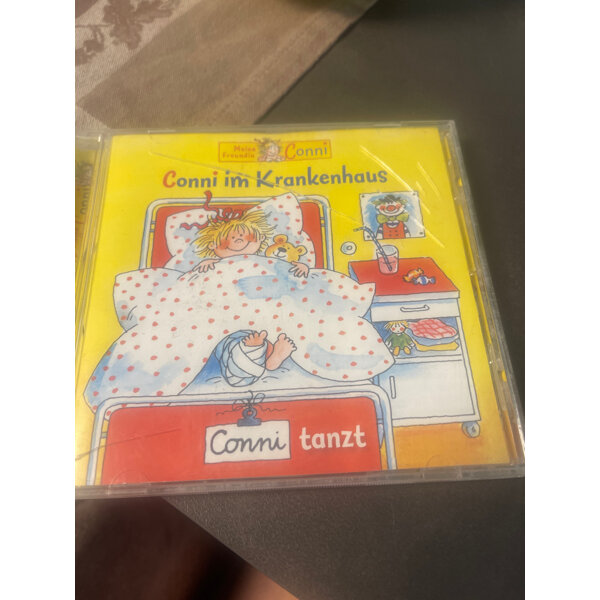 Meine
Freundin
Conni
Conni im Krankenhaus
Conni tanzt